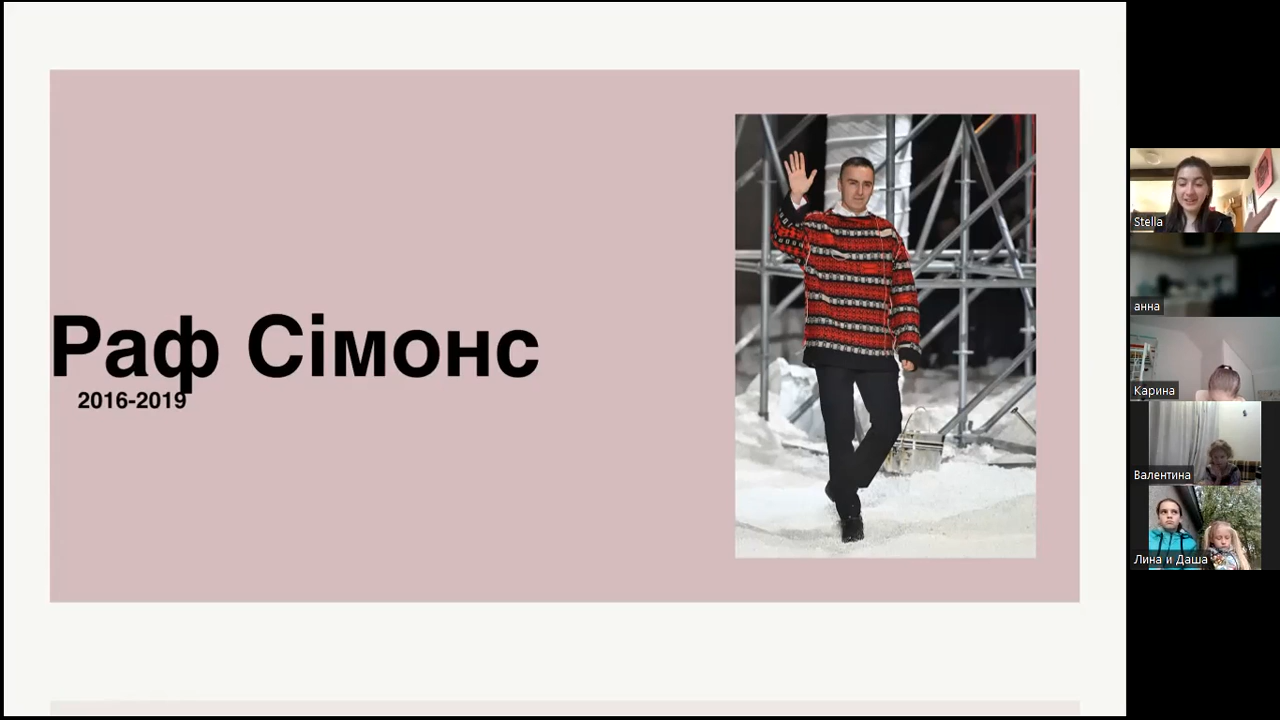 Раф Сімонс
2016-2019
Stella
анна
Карина
Валентина
Лина и Даша